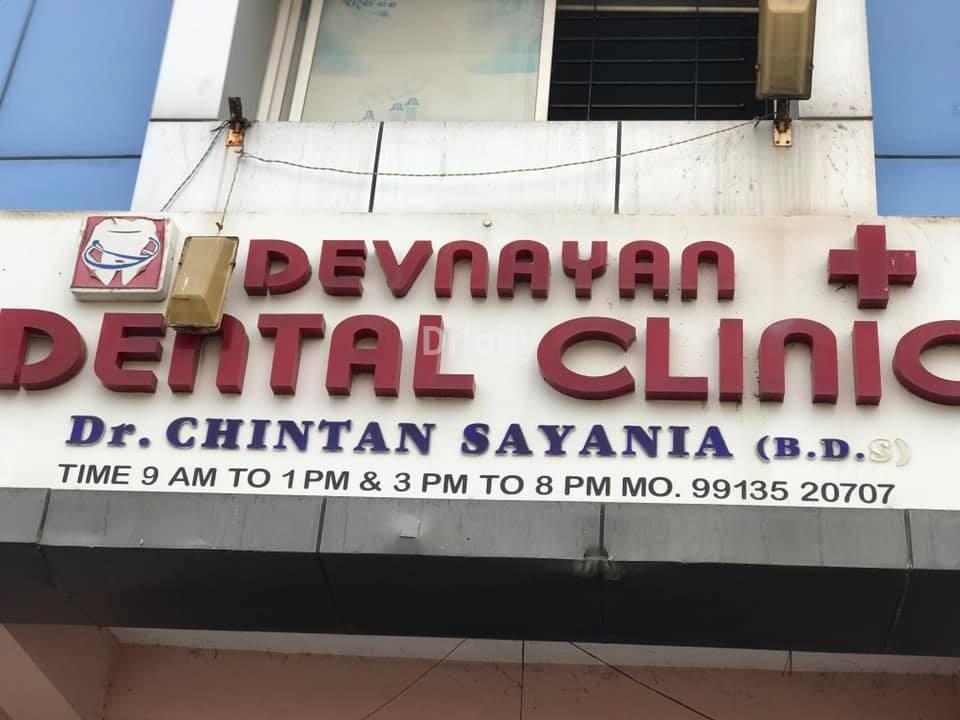 DEVNAYAN
DENTAL CLINIC
Dr. CHINTAN SAYANIA (B.D.S)
TIME 9 AM TO 1 PM & 3 PM TO 8 PM MO. 99135 20707